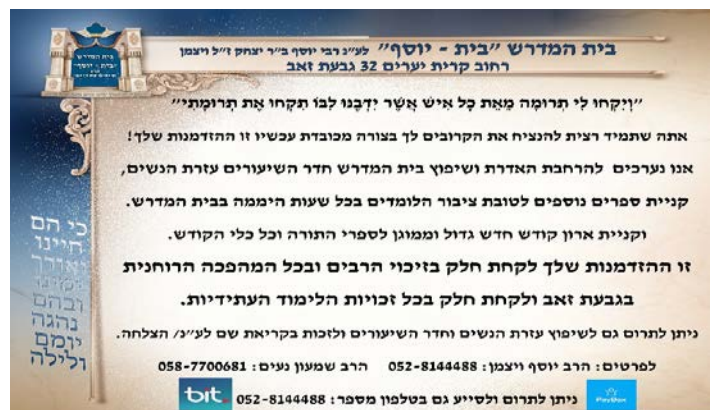 בית המדרש
בית המדרש "בית - יוסף" לע"נ רבי יוסף ב"ר יצחק ז"ל ויצמן
רחוב קרית יערים 32 גבעת זאב
"וְיִקְחוּ לִי תְּרוּמָה מֵאֵת כָּל אִישׁ אֲשֶׁר יִדְּבֶנּוּ לִבּוֹ תִּקְחוּ אֶת תְּרוּמָתִי"
אתה שתמיד רצית להנציח את הקרובים לך בצורה מכובדת עכשיו זו ההזדמנות שלך!
אנו נערכים להרחבת האדרת ושיפוץ בית המדרש חדר השיעורים עזרת הנשים,
קניית ספרים נוספים לטובת ציבור הלומדים בכל שעות היממה בבית המדרש.
וקניית ארון קודש חדש גדול וממוגן לספרי התורה וכל כלי הקודש.
זו ההזדמנות שלך לקחת חלק בזיכוי הרבים ובכל המהפכה הרוחנית
בגבעת זאב ולקחת חלק בכל זכויות הלימוד העתידיות.
ניתן לתרום גם לשיפוץ עזרת הנשים וחדר השיעורים ולזכות בקריאת שם לע"נ/ הצלחה.
לפרטים: הרב יוסף ויצמן: 052-8144488 הרב שמעון נעים: 058-7700681
ניתן לתרום ולסייע גם בטלפון מספר: 052-8144488
PayBox
bit
כי הם
חיינו
ואורך
ימינו
ובהם
נהגה
יומם
ולילה